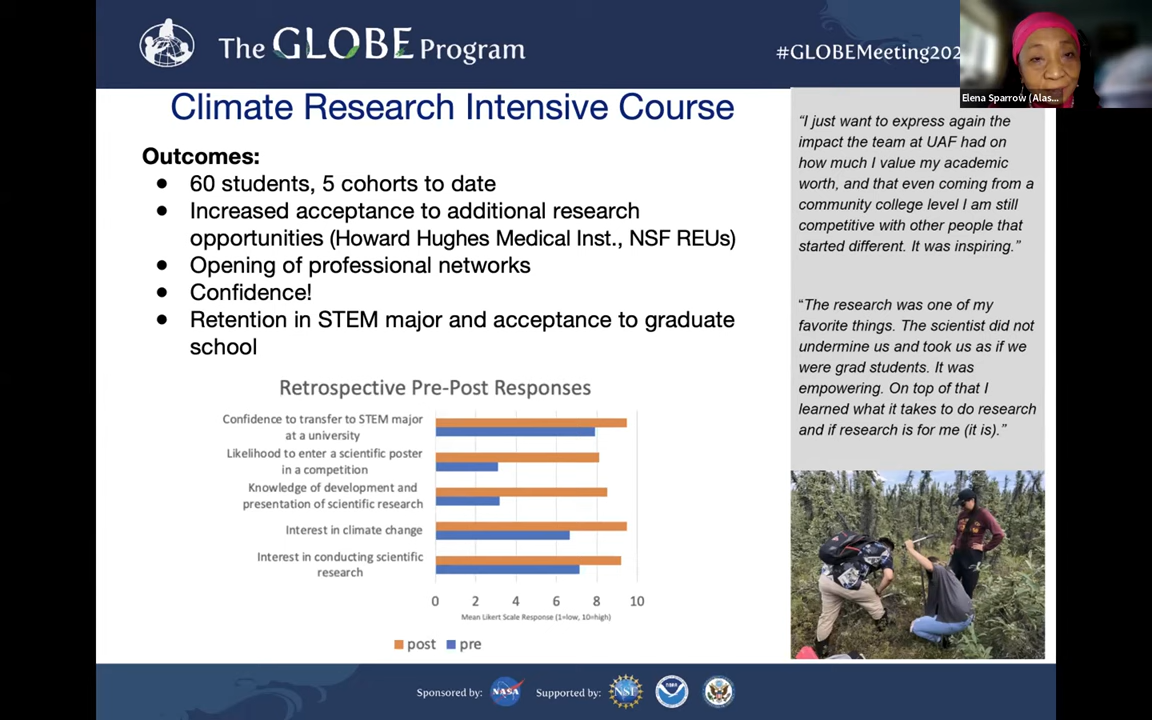 The GLOBE Program
#GLOBEMeeting202
Elena Sparrow (Alas...
Climate Research Intensive Course
Outcomes:
● 60 students, 5 cohorts to date
● Increased acceptance to additional research
opportunities (Howard Hughes Medical Inst., NSF REUs)
● Opening of professional networks
● Confidence!
● Retention in STEM major and acceptance to graduate
school
Retrospective Pre-Post Responses
Confidence to transfer to STEM major
at a university
Likelihood to enter a scientific poster
in a competition
Knowledge of development and
presentation of scientific research
Interest in climate change
Interest in conducting scientific
research
0 2 4 6 8 10
Mean Likert Scale Response (1=low, 10=high)
post pre
“I just want to express again the
impact the team at UAF had on
how much I value my academic
worth, and that even coming from a
community college level I am still
competitive with other people that
started different. It was inspiring.”
“The research was one of my
favorite things. The scientist did not
undermine us and took us as if we
were grad students. It was
empowering. On top of that I
learned what it takes to do research
and if research is for me (it is).”
Sponsored by: NASA Supported by: NSF